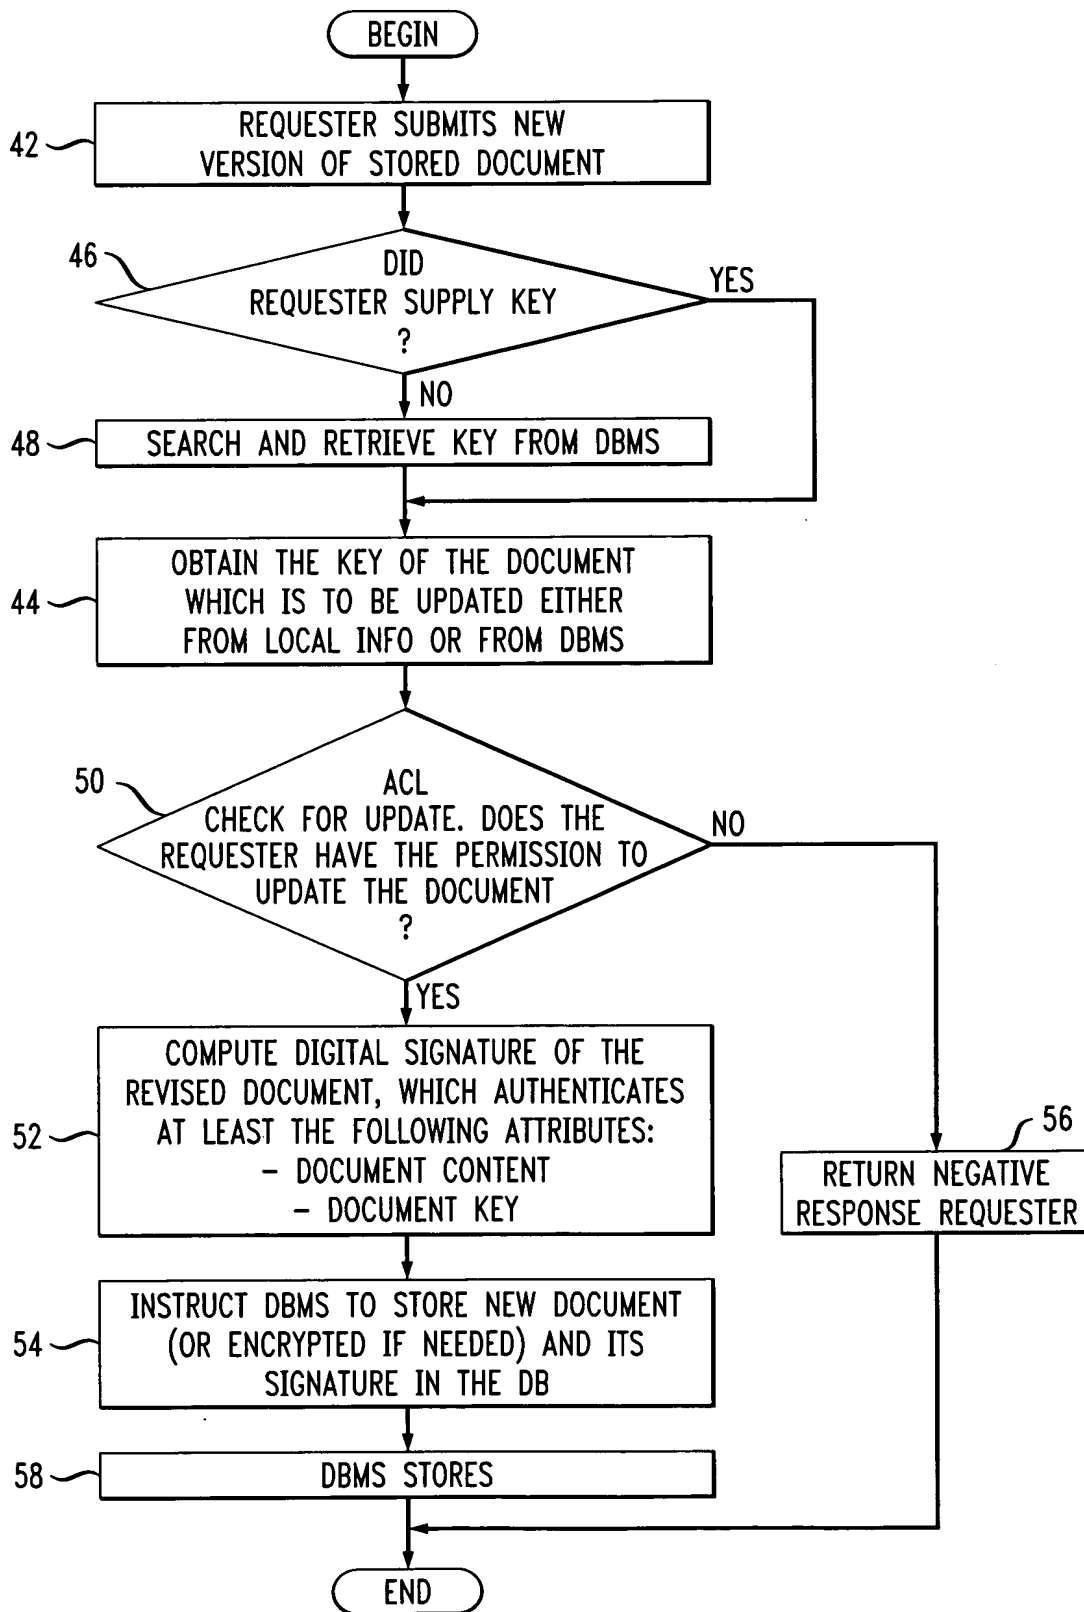 BEGIN
42
REQUESTER SUBMITS NEW
VERSION OF STORED DOCUMENT
46
DID
REQUESTER SUPPLY KEY
?
YES
NO
48
SEARCH AND RETRIEVE KEY FROM DBMS
44
OBTAIN THE KEY OF THE DOCUMENT
WHICH IS TO BE UPDATED EITHER
FROM LOCAL INFO OR FROM DBMS
50
ACL
CHECK FOR UPDATE. DOES THE
REQUESTER HAVE THE PERMISSION TO
UPDATE THE DOCUMENT
?
NO
YES
52
COMPUTE DIGITAL SIGNATURE OF THE
REVISED DOCUMENT, WHICH AUTHENTICATES
AT LEAST THE FOLLOWING ATTRIBUTES:
– DOCUMENT CONTENT
– DOCUMENT KEY
56
RETURN NEGATIVE
RESPONSE REQUESTER
54
INSTRUCT DBMS TO STORE NEW DOCUMENT
(OR ENCRYPTED IF NEEDED) AND ITS
SIGNATURE IN THE DB
58
DBMS STORES
END